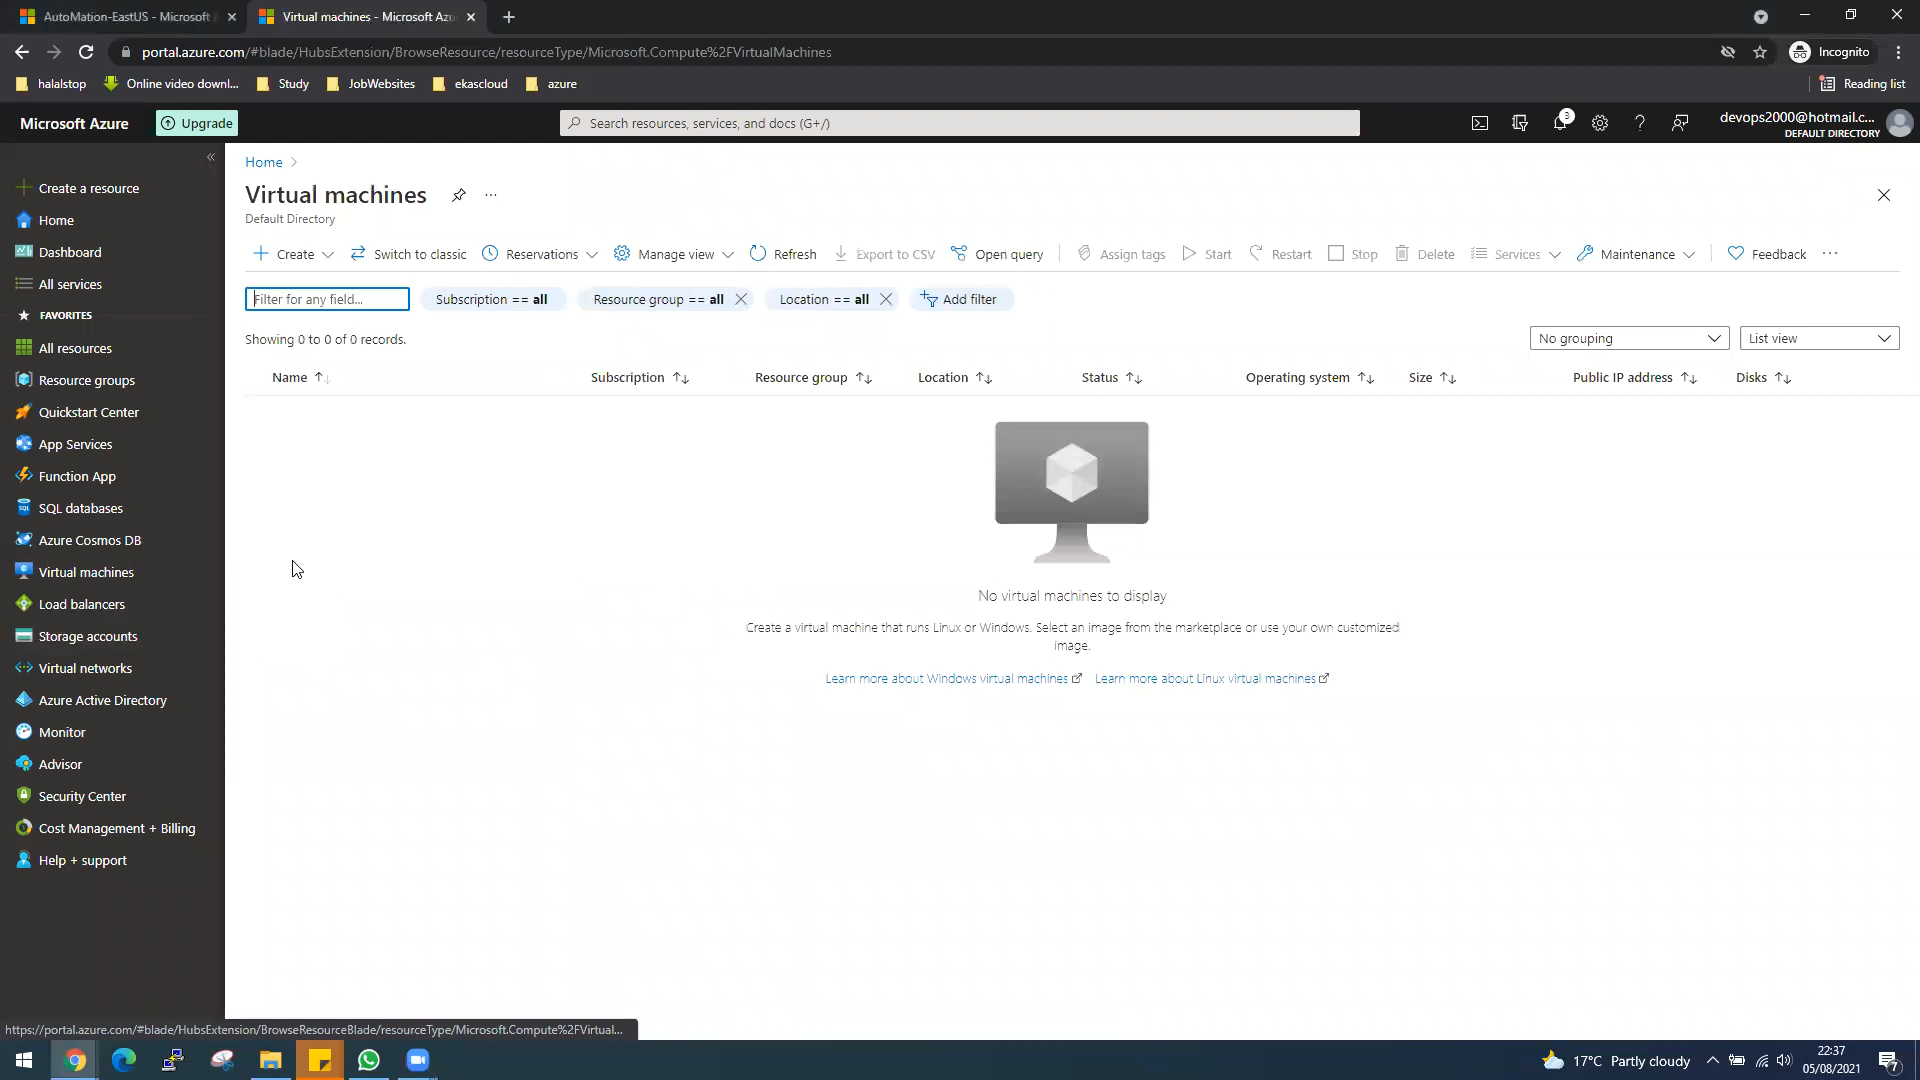 AutoMation-EastUS - Microsoft
Virtual machines - Microsoft Azu
portal.azure.com/#blade/HubsExtension/BrowseResource/resourceType/Microsoft.Compute%2FVirtualMachines
Incognito
halalstop
Online video downl...
Study
JobWebsites
ekascloud
azure
Reading list
Microsoft Azure
Upgrade
Search resources, services, and docs (G+/)
3
devops2000@hotmail.c...
DEFAULT DIRECTORY
Create a resource
Home
Dashboard
All services
FAVORITES
All resources
Resource groups
Quickstart Center
App Services
Function App
SQL databases
Azure Cosmos DB
Virtual machines
Load balancers
Storage accounts
Virtual networks
Azure Active Directory
Monitor
Advisor
Security Center
Cost Management + Billing
Help + support
Home
Virtual machines
Default Directory
Create
Switch to classic
Reservations
Manage view
Refresh
Export to CSV
Open query
Assign tags
Start
Restart
Stop
Delete
Services
Maintenance
Feedback
Filter for any field...
Subscription == all
Resource group == all
Location == all
Add filter
Showing 0 to 0 of 0 records.
No grouping
List view
Name
Subscription
Resource group
Location
Status
Operating system
Size
Public IP address
Disks
No virtual machines to display
Create a virtual machine that runs Linux or Windows. Select an image from the marketplace or use your own customized
image.
Learn more about Windows virtual machines
Learn more about Linux virtual machines
https://portal.azure.com/#blade/HubsExtension/BrowseResourceBlade/resourceType/Microsoft.Compute%2FVirtual...
17°C Partly cloudy
22:37
05/08/2021
7